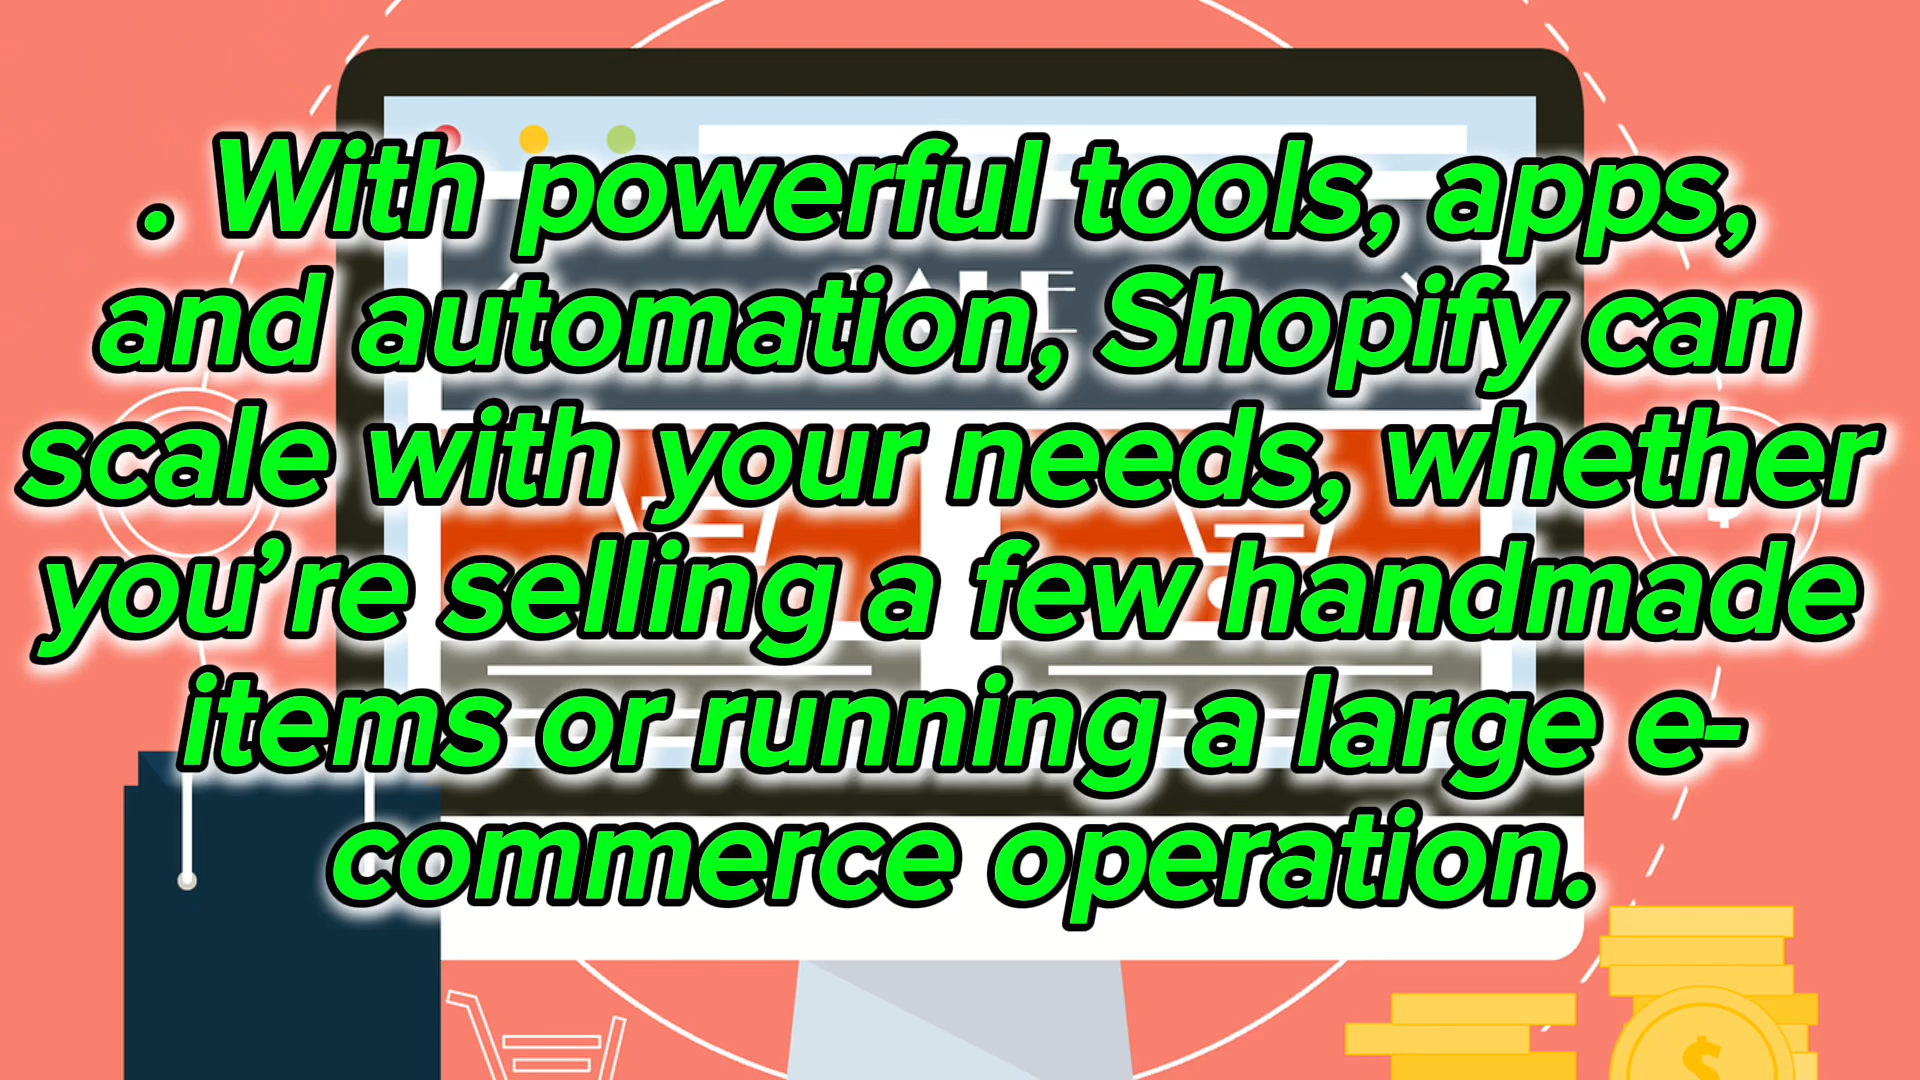 . With powerful tools, apps,
and automation, Shopify can
scale with your needs, whether
you’re selling a few handmade
items or running a large e-
commerce operation.
SALE
$